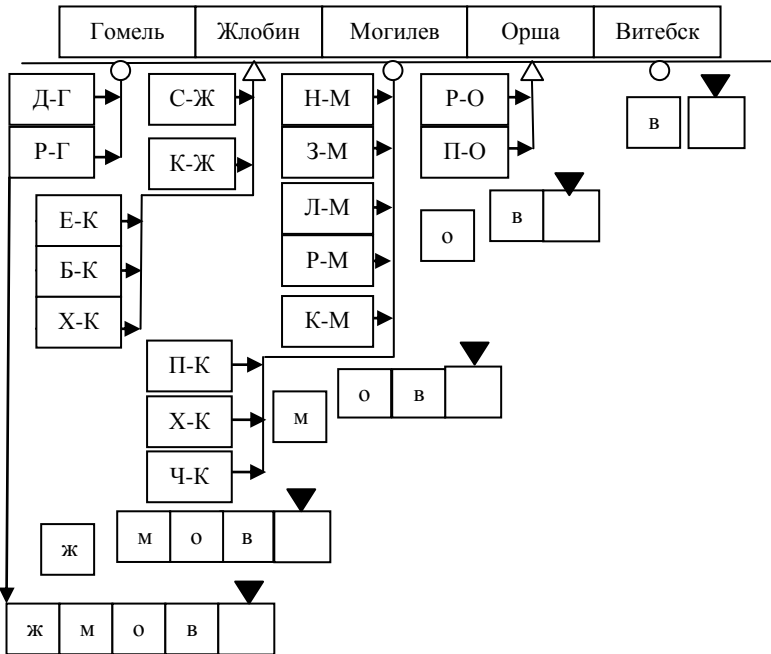 Гомель Жлобин Могилев Орша Витебск
Д-Г С-Ж Н-М Р-О в
Р-Г К-Ж З-М П-О
Е-К Л-М о в
Б-К Р-М
Х-К К-М
П-К м о в
Х-К
Ч-К
ж м о в
ж м о в